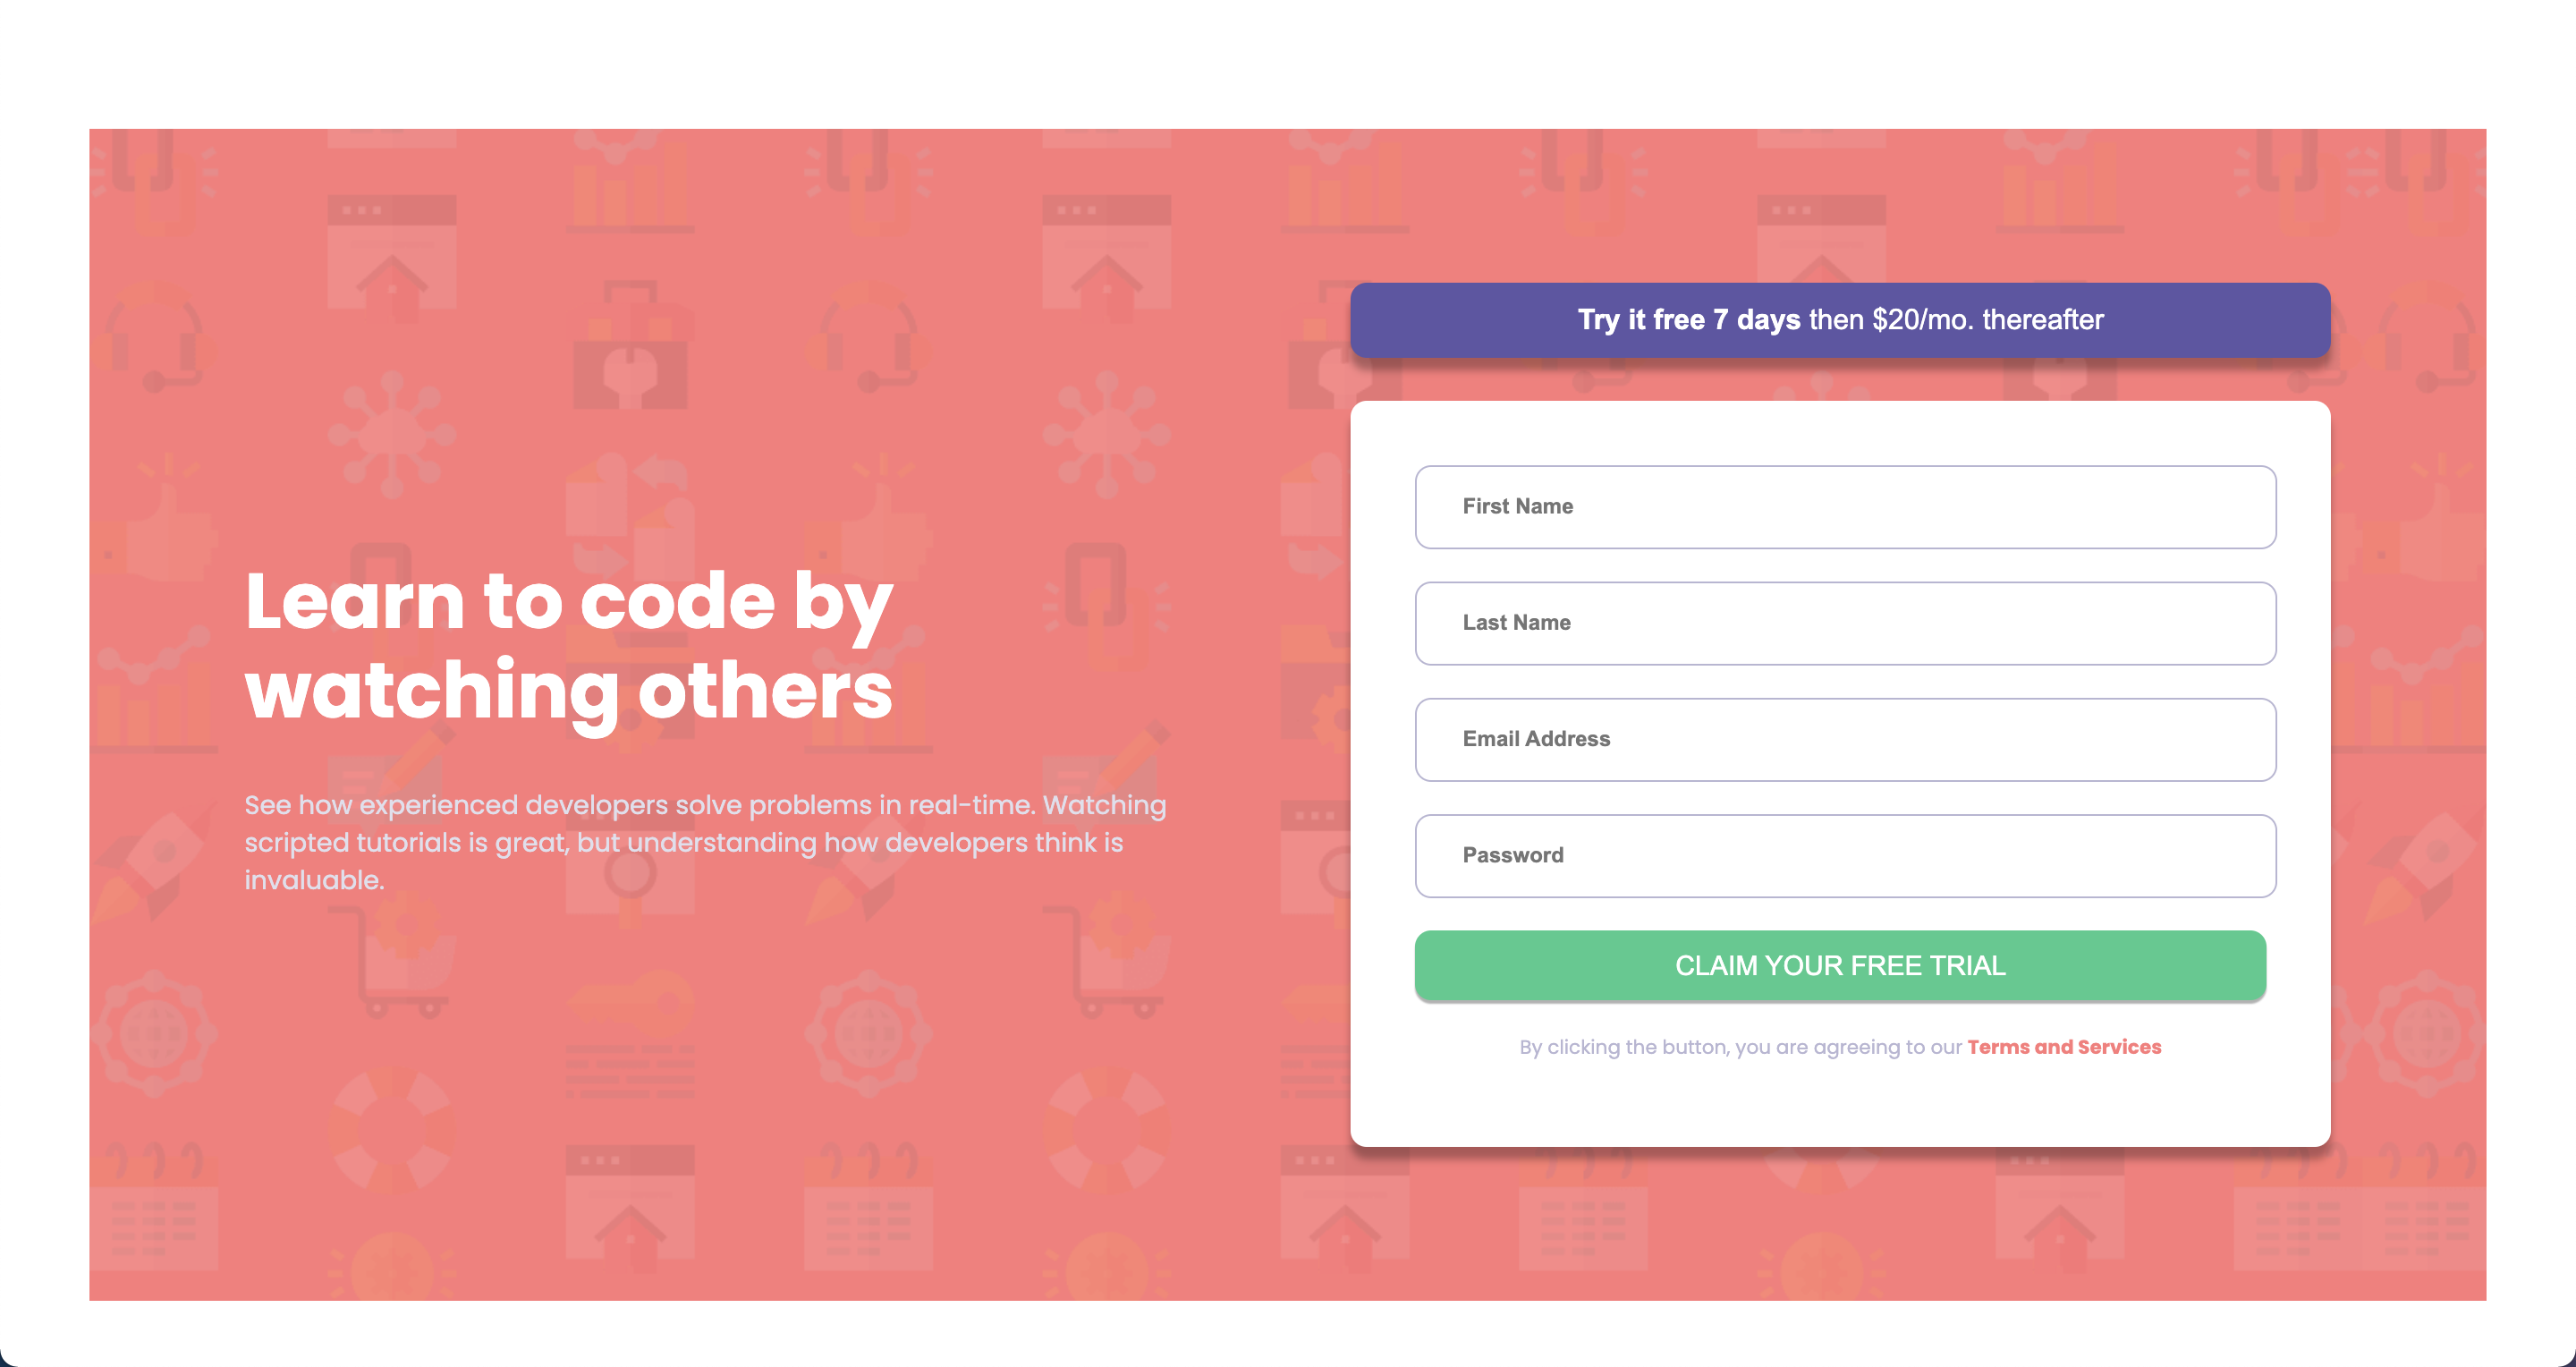 Learn to code by
watching others
See how experienced developers solve problems in real-time. Watching
scripted tutorials is great, but understanding how developers think is
invaluable.
Try it free 7 days then $20/mo. thereafter
First Name
Last Name
Email Address
Password
CLAIM YOUR FREE TRIAL
By clicking the button, you are agreeing to our Terms and Services